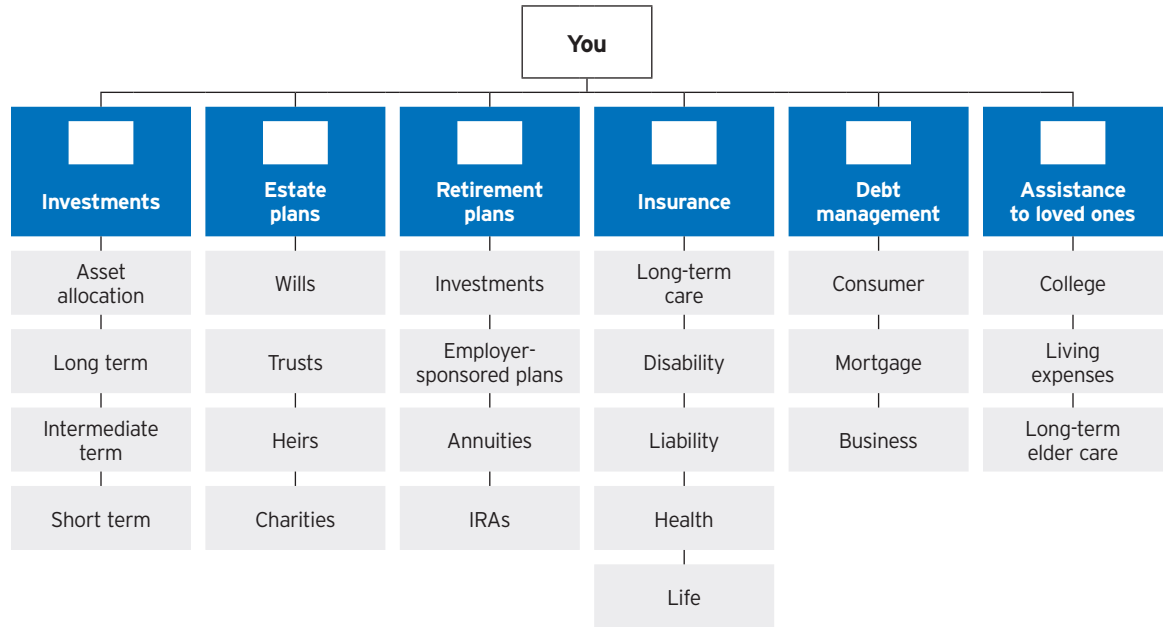 You
Investments
Estate
plans
Retirement
plans
Insurance
Debt
management
Assistance
to loved ones
Asset
allocation
Wills
Investments
Long-term
care
Consumer
College
Long term
Trusts
Employer-
sponsored plans
Disability
Mortgage
Living
expenses
Intermediate
term
Heirs
Annuities
Liability
Business
Long-term
elder care
Short term
Charities
IRAs
Health
Life